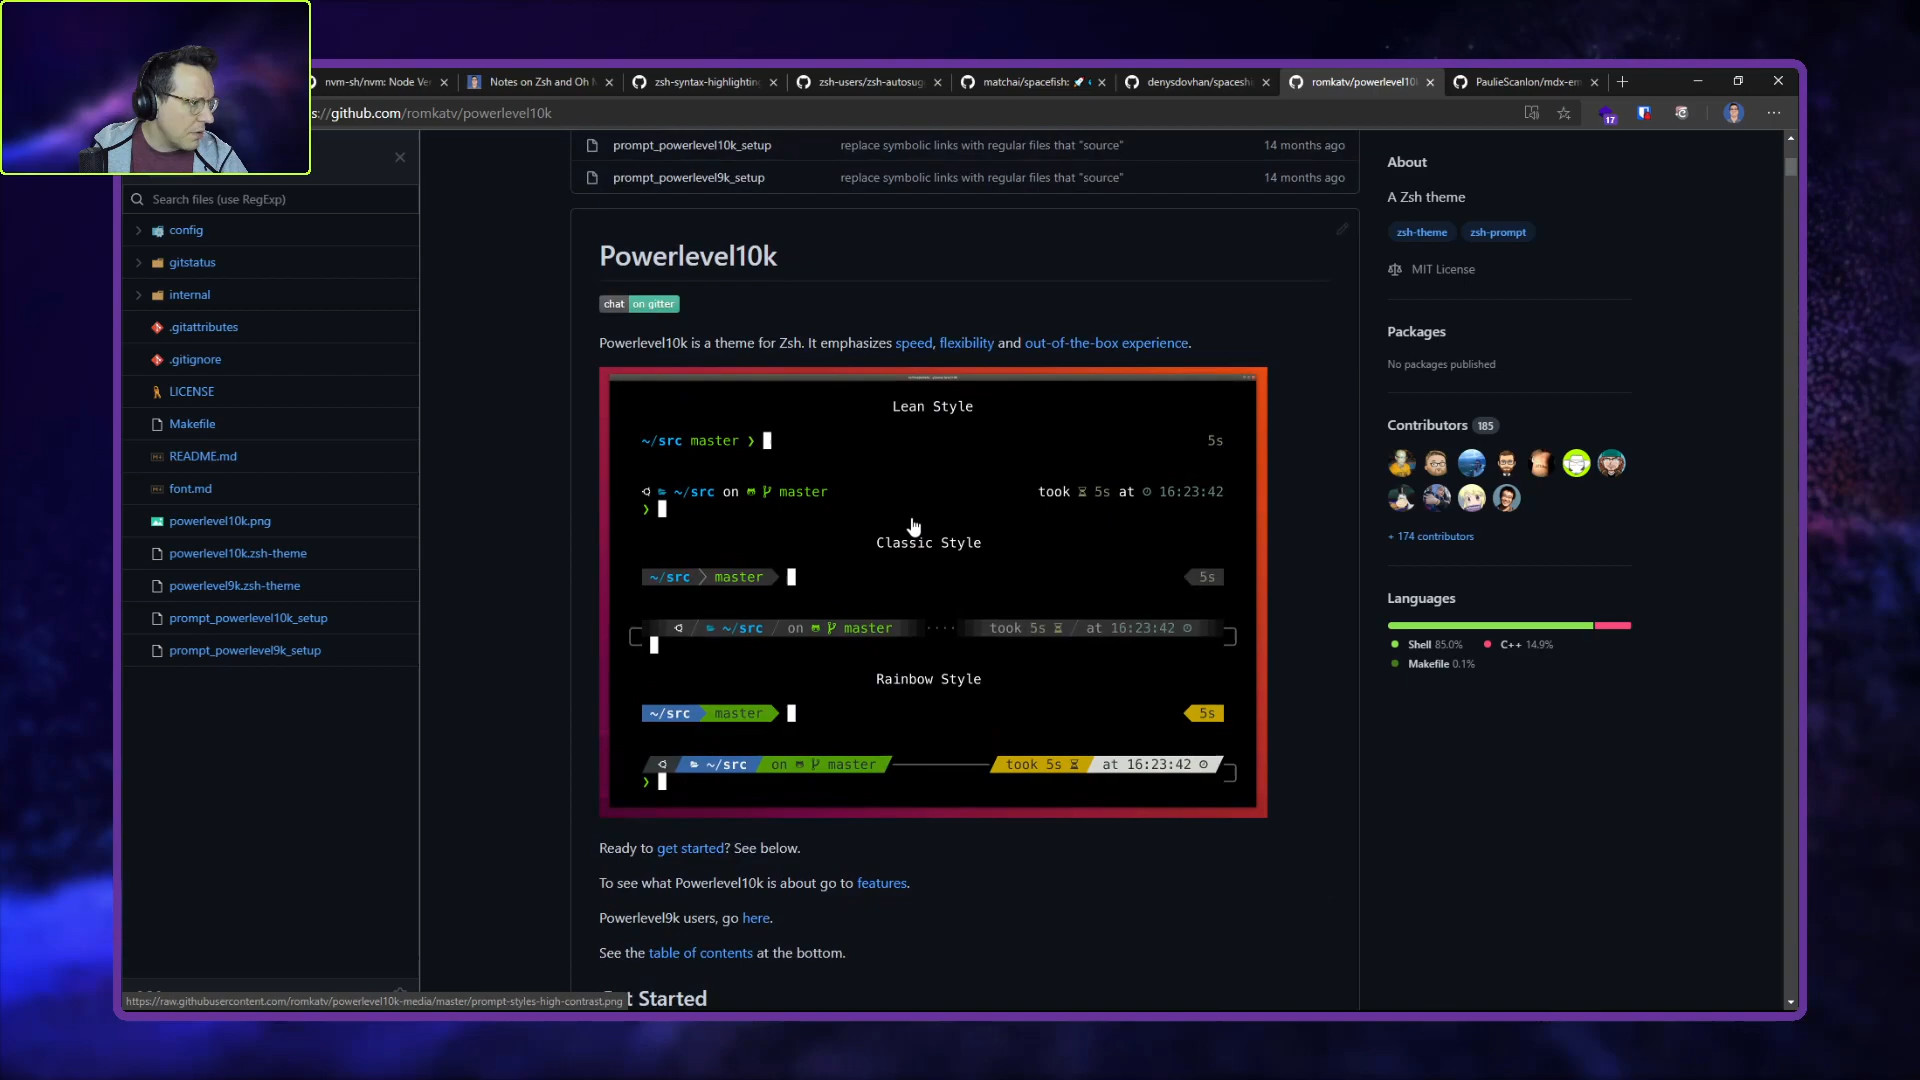 nvm-sh/nvm: Node Ve
Notes on Zsh and Oh
zsh-syntax-highlighting
zsh-users/zsh-autosug
matchai/spacefish:
denysdovhan/spacesh
romkatv/powerlevel10
PaulieScanlon/mdx-em
s://github.com/romkatv/powerlevel10k
17
Search files (use RegExp)
config
gitstatus
internal
.gitattributes
.gitignore
LICENSE
Makefile
README.md
font.md
powerlevel10k.png
powerlevel10k.zsh-theme
powerlevel9k.zsh-theme
prompt_powerlevel10k_setup
prompt_powerlevel9k_setup
prompt_powerlevel10k_setup replace symbolic links with regular files that "source" 14 months ago
prompt_powerlevel9k_setup replace symbolic links with regular files that "source" 14 months ago
Powerlevel10k
chat on gitter
Powerlevel10k is a theme for Zsh. It emphasizes speed, flexibility and out-of-the-box experience.
Lean Style
~/src master ❯ 5s
~/src on master took 5s at 16:23:42
❯
Classic Style
~/src master 5s
~/src on master took 5s at 16:23:42
Rainbow Style
~/src master 5s
~/src on master took 5s at 16:23:42
❯
Ready to get started? See below.
To see what Powerlevel10k is about go to features.
Powerlevel9k users, go here.
See the table of contents at the bottom.
t Started
About
A Zsh theme
zsh-theme zsh-prompt
MIT License
Packages
No packages published
Contributors 185
+ 174 contributors
Languages
Shell 85.0% C++ 14.9%
Makefile 0.1%
https://raw.githubusercontent.com/romkatv/powerlevel10k-media/master/prompt-styles-high-contrast.png